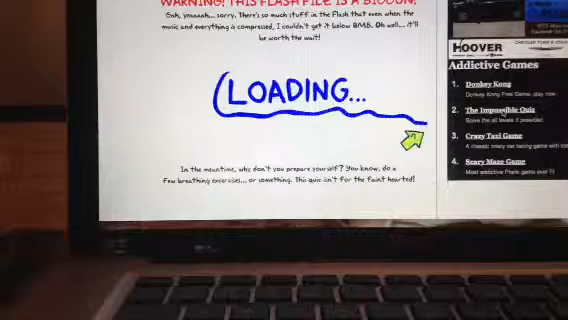 WARNING! THIS FLASH FILE IS A BIGGUN!
Gah, yeaaah... sorry. There's so much stuff in the Flash that even when the
music and everything is compressed, I couldn't get it below 8MB. Oh well... it'll
be worth the wait!
LOADING...
In the meantime, why don't you prepare yourself? You know, do a
few breathing excercises... or something. This quiz isn't for the faint hearted!
HOOVER
Addictive Games
1. Donkey Kong
Donkey Kong Free Game: play now
2. The Impossible Quiz
Solve the all levels if possible!
3. Crazy Taxi Game
A classic crazy car racing game with
4. Scary Maze Game
Most addictive Prank game ever !!!